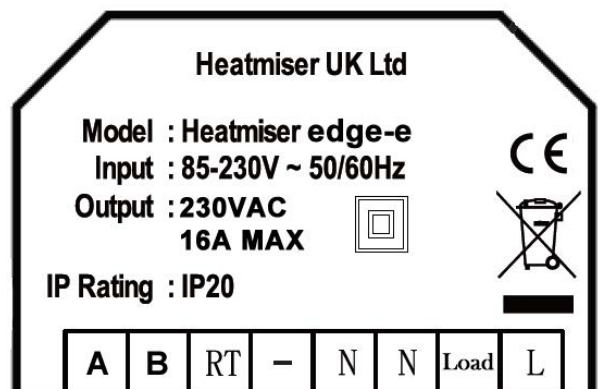 Heatmiser UK Ltd
Model : Heatmiser edge-e
Input : 85-230V ~ 50/60Hz
Output : 230VAC
16A MAX
IP Rating : IP20
CE
A B RT – N N Load L